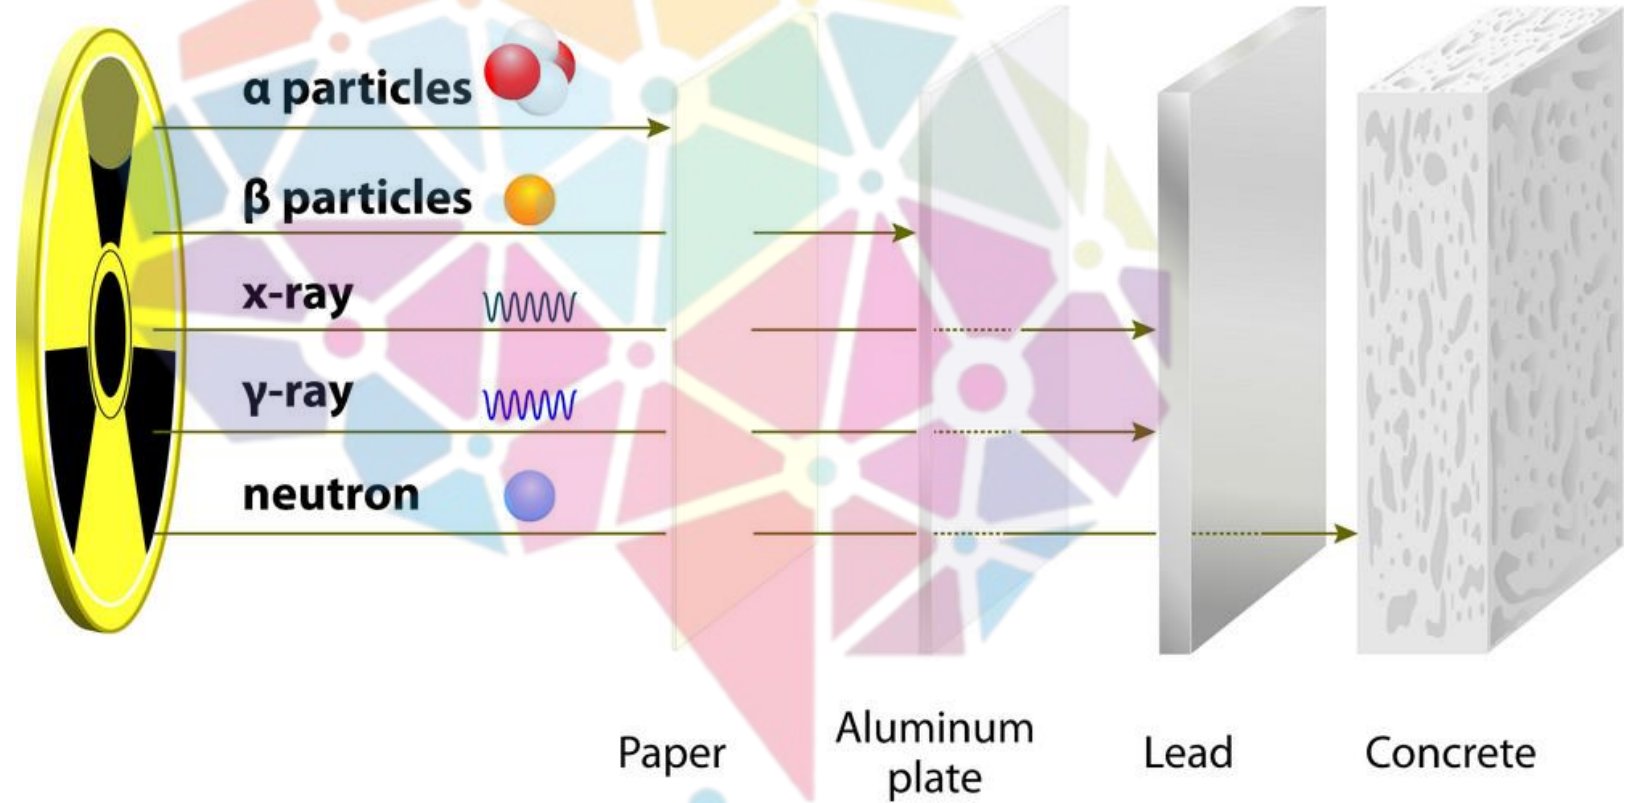 α particles
β particles
x-ray
γ-ray
neutron
Paper
Aluminum
plate
Lead
Concrete